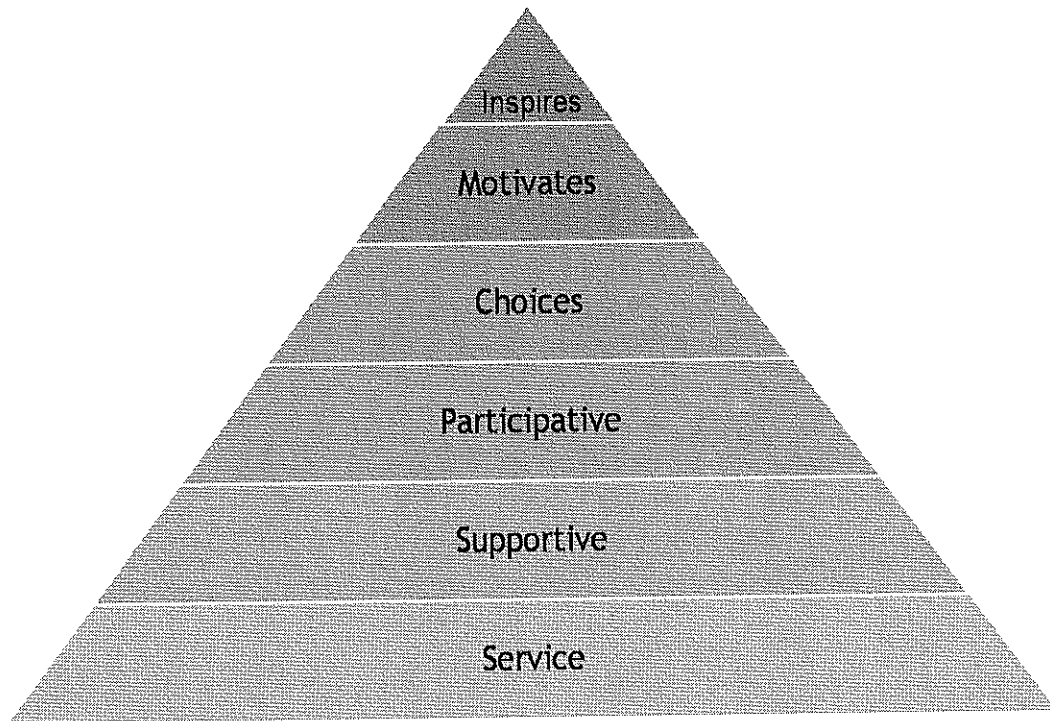 Inspires
Motivates
Choices
Participative
Supportive
Service